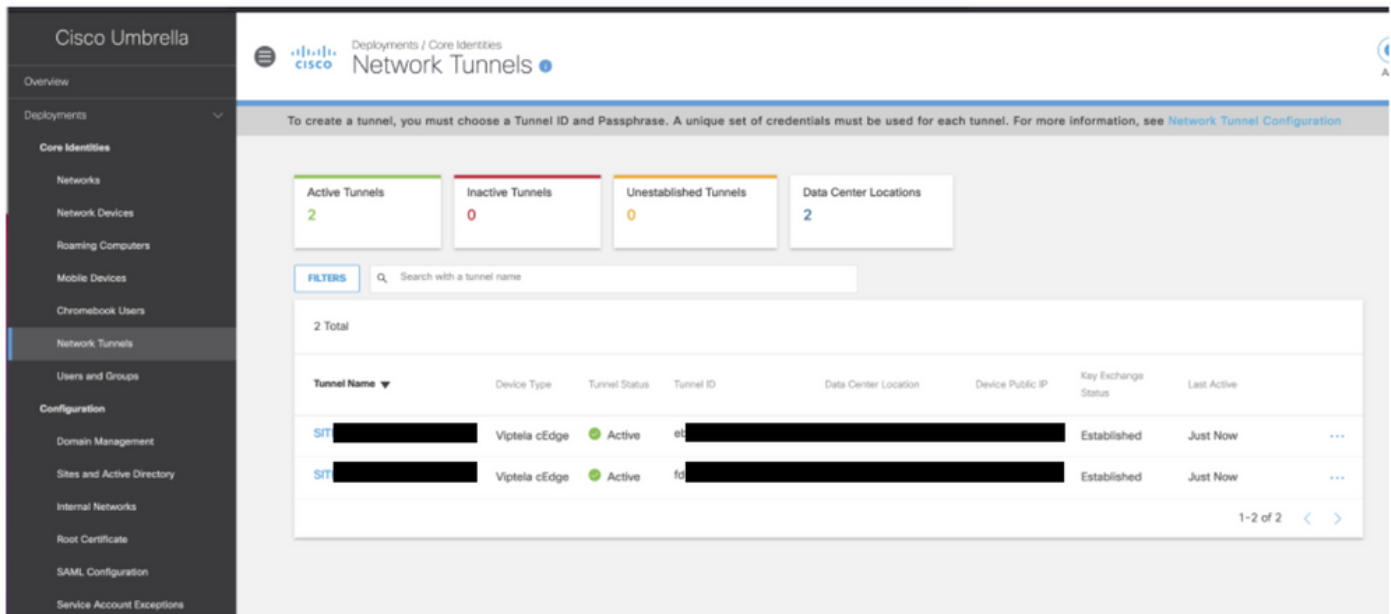 Cisco Umbrella
Overview
Deployments
Core Identities
Networks
Network Devices
Roaming Computers
Mobile Devices
Chromebook Users
Network Tunnels
Users and Groups
Configuration
Domain Management
Sites and Active Directory
Internal Networks
Root Certificate
SAML Configuration
Service Account Exceptions
cisco
Deployments / Core Identities
Network Tunnels
To create a tunnel, you must choose a Tunnel ID and Passphrase. A unique set of credentials must be used for each tunnel. For more information, see Network Tunnel Configuration
Active Tunnels
2
Inactive Tunnels
0
Unestablished Tunnels
0
Data Center Locations
2
FILTERS
Search with a tunnel name
2 Total
Tunnel Name Device Type Tunnel Status Tunnel ID Data Center Location Device Public IP Key Exchange Status Last Active
Viptela cEdge Active Established Just Now ...
Viptela cEdge Active Established Just Now ...
1-2 of 2